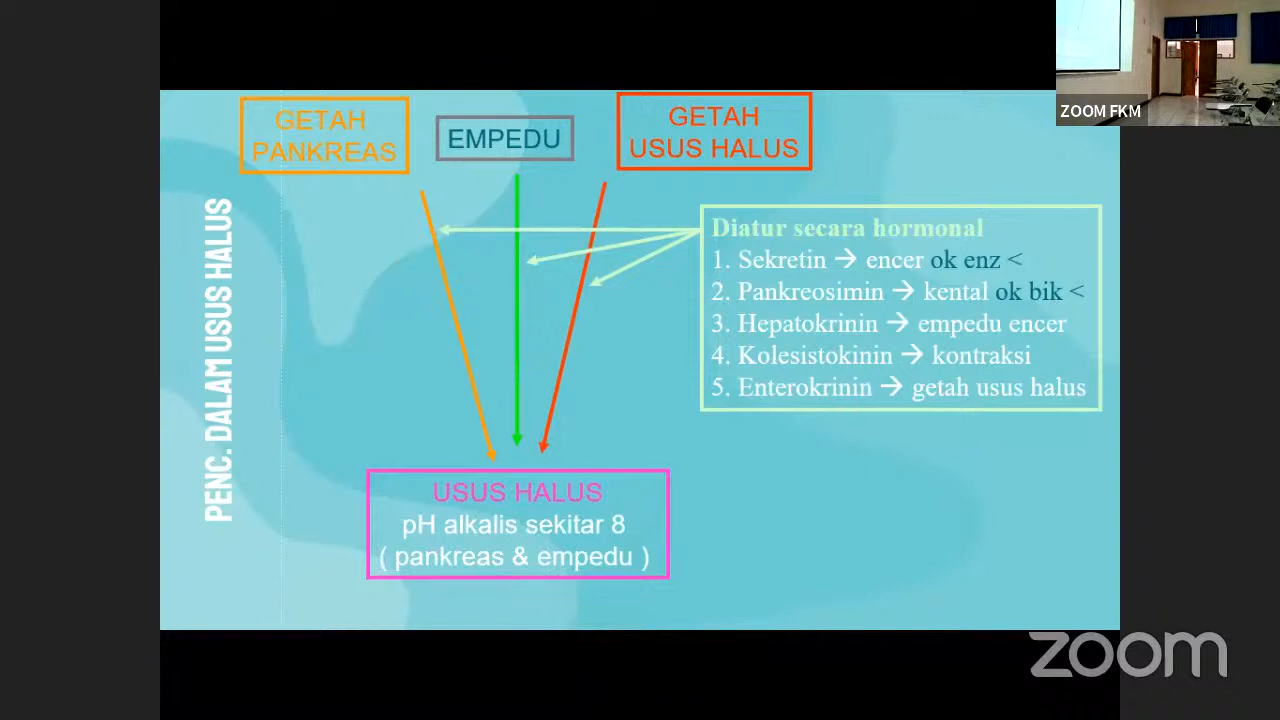 PENC. DALAM USUS HALUS
GETAH
PANKREAS
EMPEDU
GETAH
USUS HALUS
Diatur secara hormonal
1. Sekretin → encer ok enz <
2. Pankreosimin → kental ok bik <
3. Hepatokrinin → empedu encer
4. Kolesistokinin → kontraksi
5. Enterokrinin → getah usus halus
USUS HALUS
pH alkalis sekitar 8
( pankreas & empedu )
ZOOM FKM
zoom